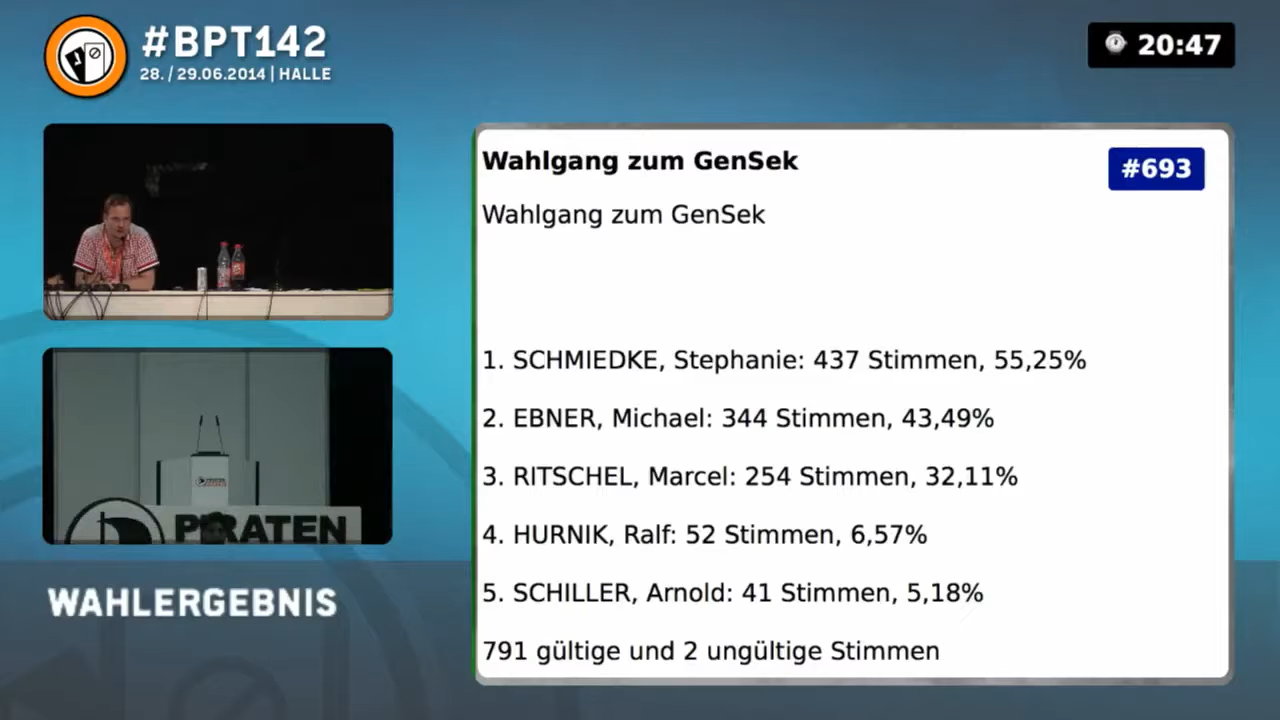 #BPT142
28. / 29.06.2014 | HALLE
20:47
Wahlgang zum GenSek
#693
Wahlgang zum GenSek
1. SCHMIEDKE, Stephanie: 437 Stimmen, 55,25%
2. EBNER, Michael: 344 Stimmen, 43,49%
3. RITSCHEL, Marcel: 254 Stimmen, 32,11%
4. HURNIK, Ralf: 52 Stimmen, 6,57%
5. SCHILLER, Arnold: 41 Stimmen, 5,18%
791 gültige und 2 ungültige Stimmen
PIRATEN
WAHLERGEBNIS